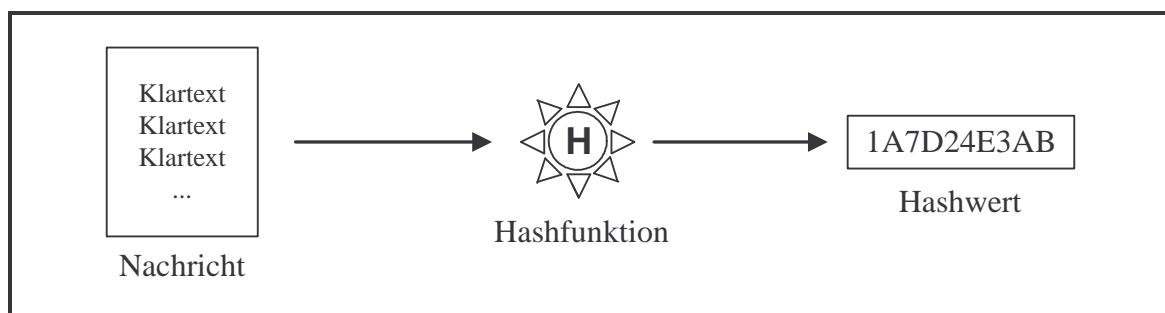 Klartext
Klartext
Klartext
...
Nachricht
H
Hashfunktion
1A7D24E3AB
Hashwert